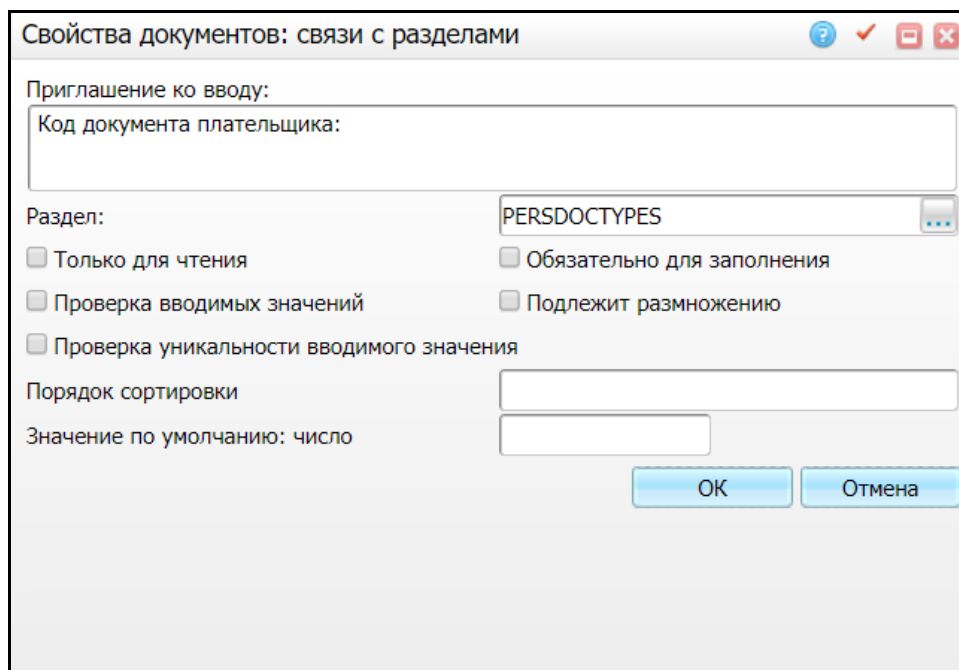 Свойства документов: связи с разделами
Приглашение ко вводу:
Код документа плательщика:
Раздел: PERSDOCTYPES ...
Только для чтения Обязательно для заполнения
Проверка вводимых значений Подлежит размножению
Проверка уникальности вводимого значения
Порядок сортировки
Значение по умолчанию: число
ОК Отмена